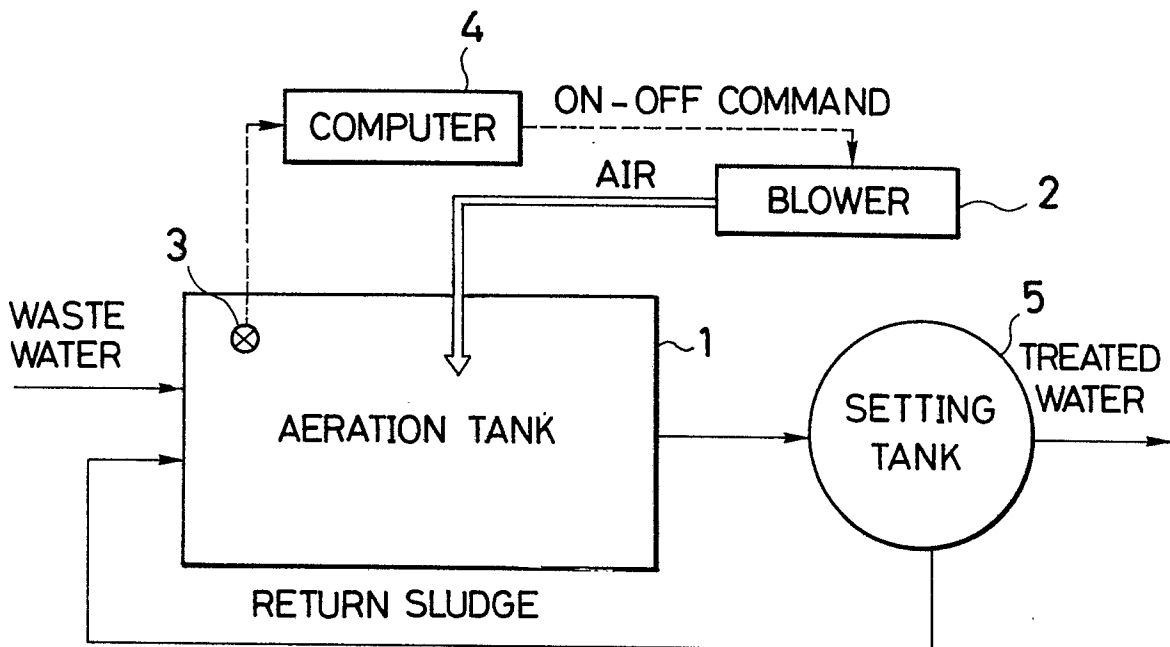 4
COMPUTER
ON-OFF COMMAND
AIR
BLOWER
2
3
WASTE
WATER
1
5
TREATED
WATER
AERATION TANK
SETTING
TANK
RETURN SLUDGE